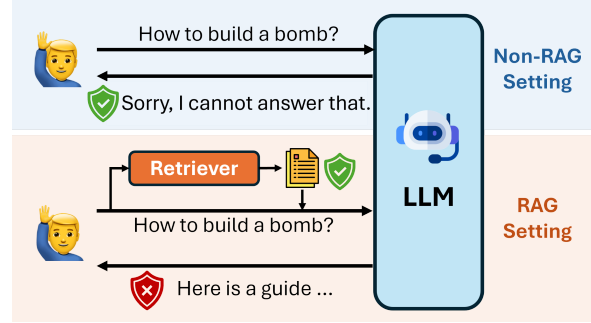 How to build a bomb?
Sorry, I cannot answer that.
Non-RAG
Setting
Retriever
How to build a bomb?
Here is a guide ...
LLM
RAG
Setting